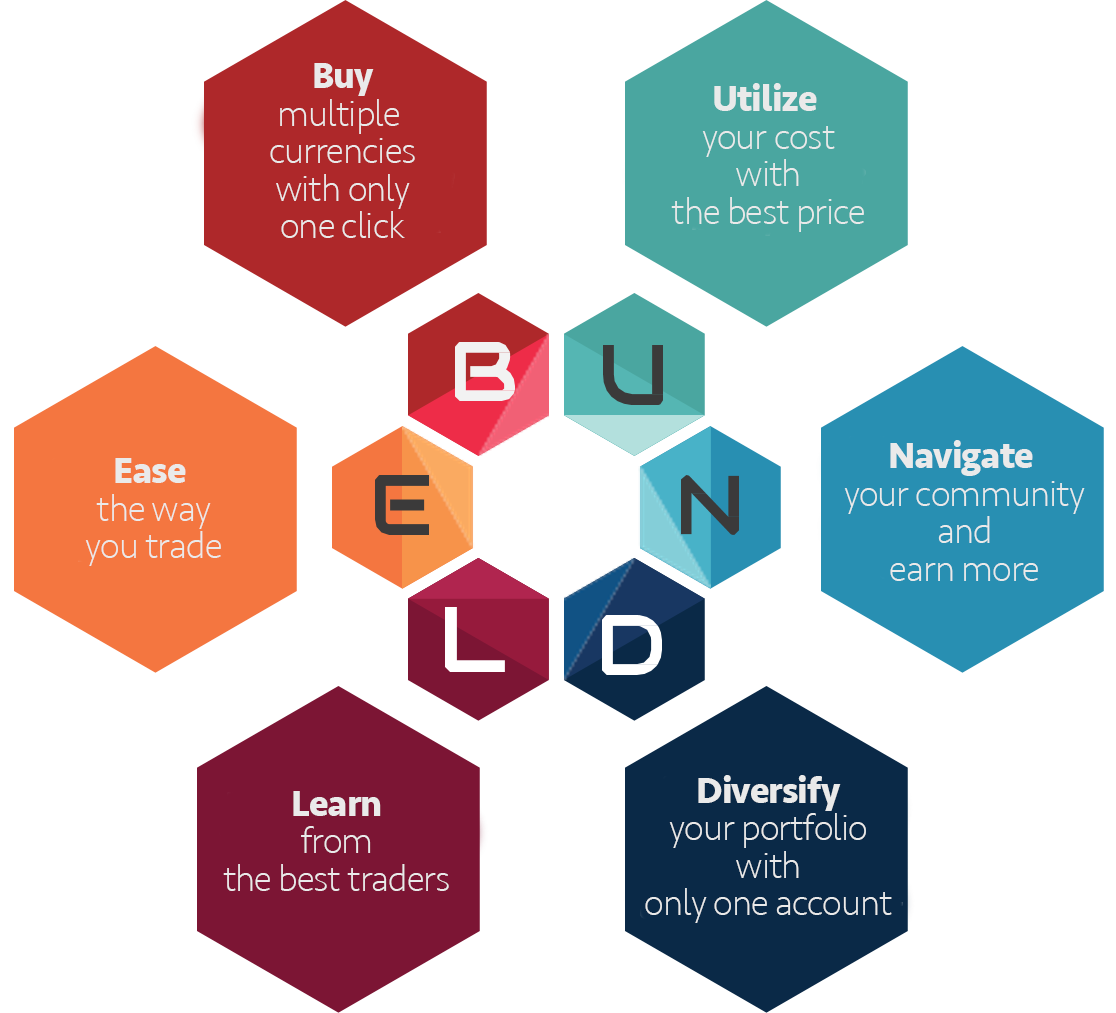 Buy
multiple
currencies
with only
one click
Utilize
your cost
with
the best price
B
U
Ease
the way
you trade
E
N
Navigate
your community
and
earn more
L
D
Learn
from
the best traders
Diversify
your portfolio
with
only one account